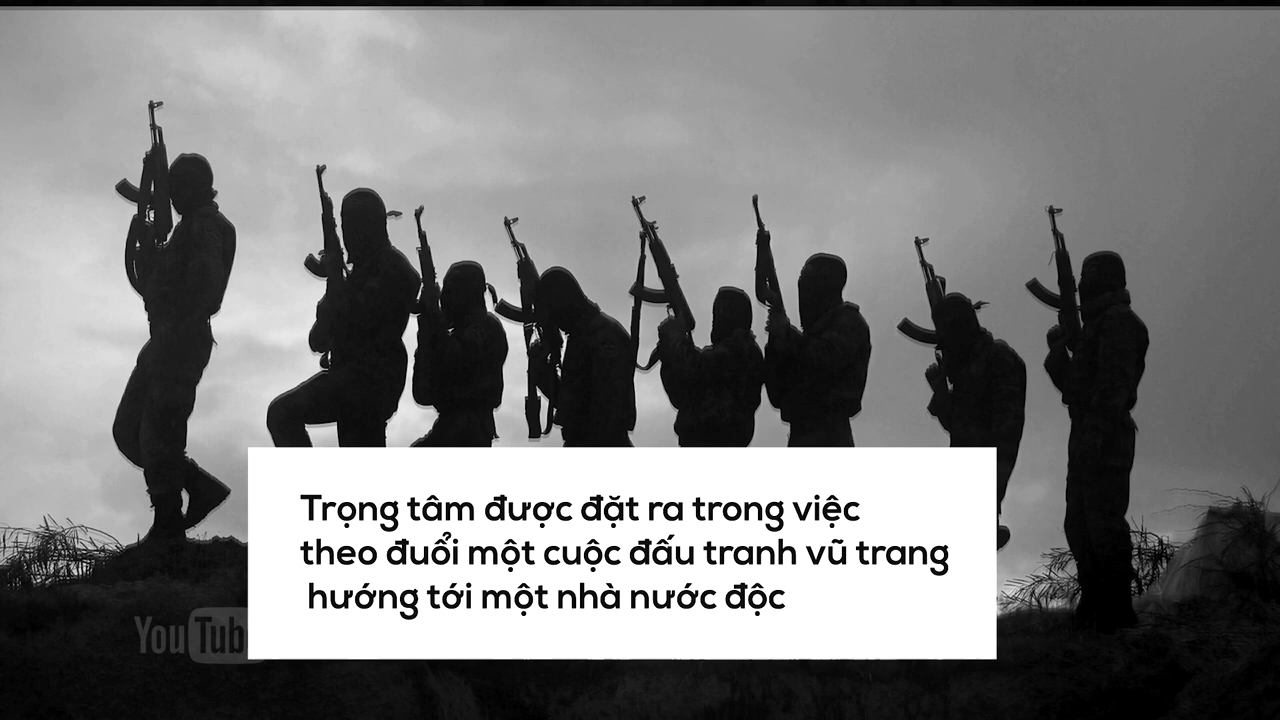 Trọng tâm được đặt ra trong việc
theo đuổi một cuộc đấu tranh vũ trang
hướng tới một nhà nước độc
YouTub